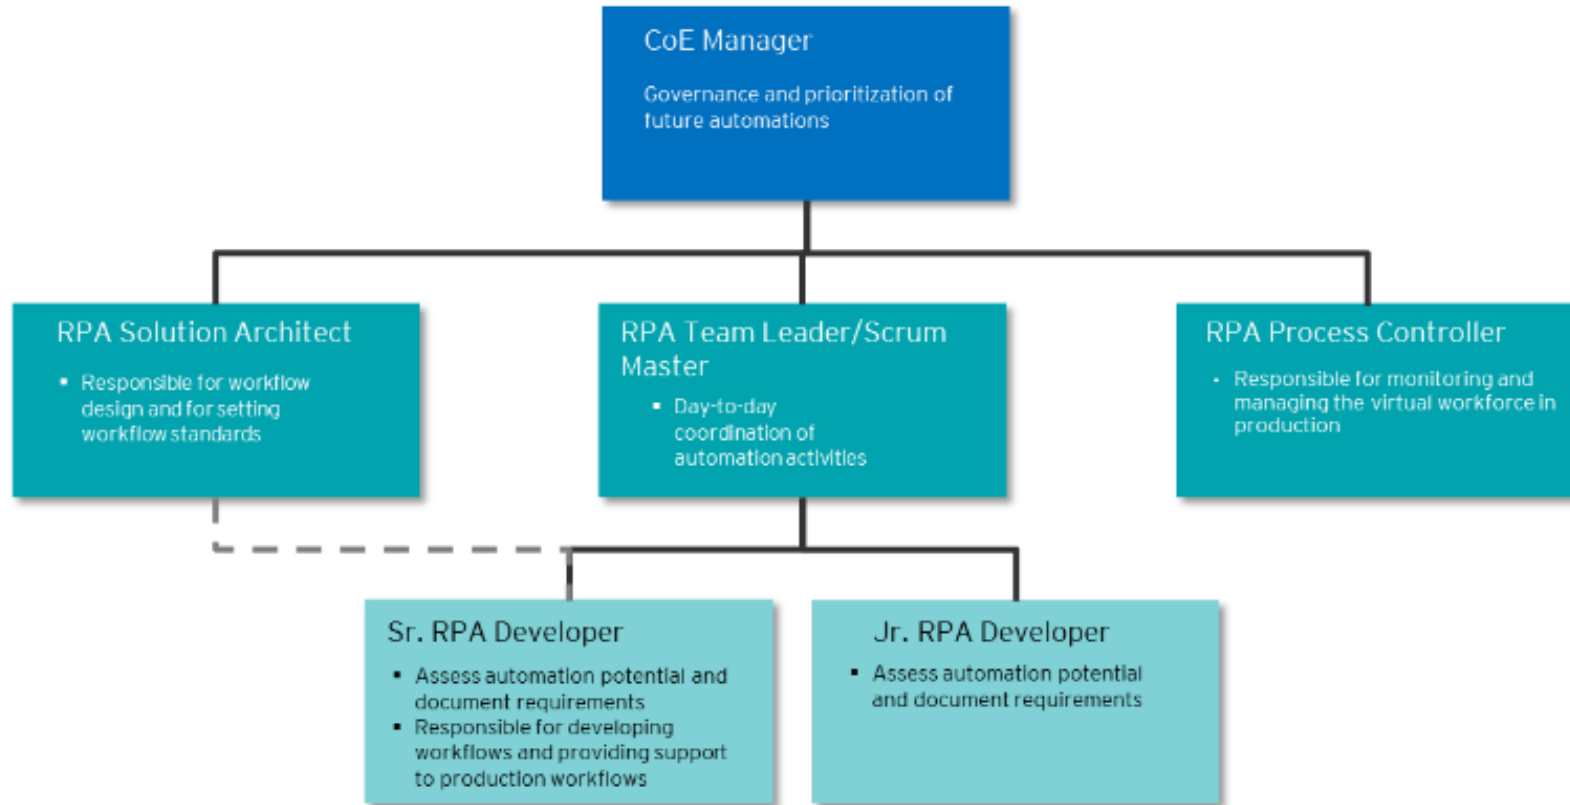 CoE Manager
Governance and prioritization of
future automations
RPA Solution Architect
▪ Responsible for workflow
design and for setting
workflow standards
RPA Team Leader/Scrum
Master
▪ Day-to-day
coordination of
automation activities
RPA Process Controller
• Responsible for monitoring and
managing the virtual workforce in
production
Sr. RPA Developer
▪ Assess automation potential and
document requirements
▪ Responsible for developing
workflows and providing support
to production workflows
Jr. RPA Developer
▪ Assess automation potential
and document requirements